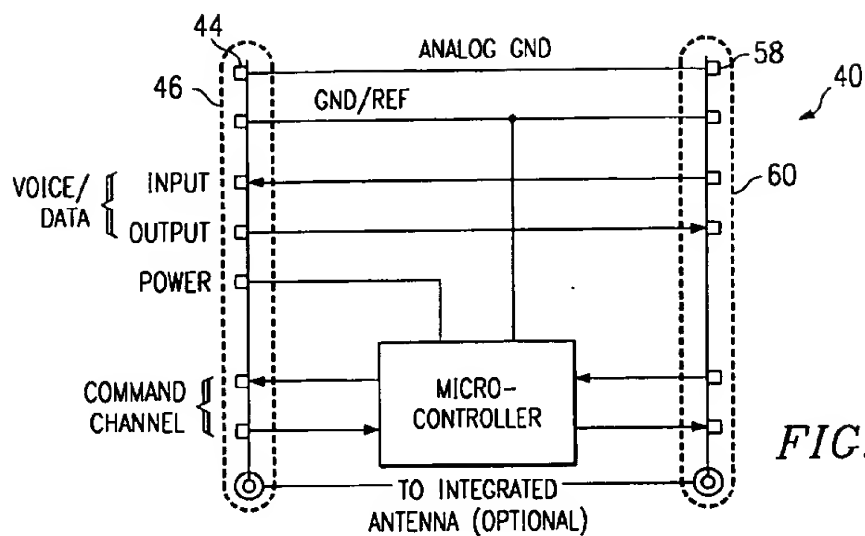 44
ANALOG GND
58
46
GND/REF
40
VOICE/
DATA
INPUT
OUTPUT
60
POWER
COMMAND
CHANNEL
MICRO-
CONTROLLER
FIG.
TO INTEGRATED
ANTENNA (OPTIONAL)